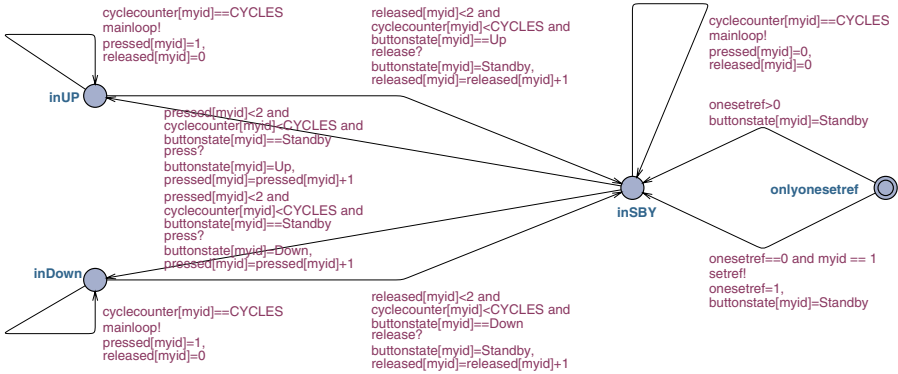 cyclecounter[myid]==CYCLES
mainloop!
pressed[myid]=1,
released[myid]=0
inUP
released[myid]<2 and
cyclecounter[myid]<CYCLES and
buttonstate[myid]==Up
release?
buttonstate[myid]=Standby,
released[myid]=released[myid]+1
cyclecounter[myid]==CYCLES
mainloop!
pressed[myid]=0,
released[myid]=0
pressed[myid]<2 and
cyclecounter[myid]<CYCLES and
buttonstate[myid]==Standby
press?
buttonstate[myid]=Up,
pressed[myid]=pressed[myid]+1
onesetref>0
buttonstate[myid]=Standby
onlyonesetref
inSBY
pressed[myid]<2 and
cyclecounter[myid]<CYCLES and
buttonstate[myid]==Standby
press?
buttonstate[myid]=Down,
pressed[myid]=pressed[myid]+1
inDown
onesetref==0 and myid == 1
setref!
onesetref=1,
buttonstate[myid]=Standby
cyclecounter[myid]==CYCLES
mainloop!
pressed[myid]=1,
released[myid]=0
released[myid]<2 and
cyclecounter[myid]<CYCLES and
buttonstate[myid]==Down
release?
buttonstate[myid]=Standby,
released[myid]=released[myid]+1